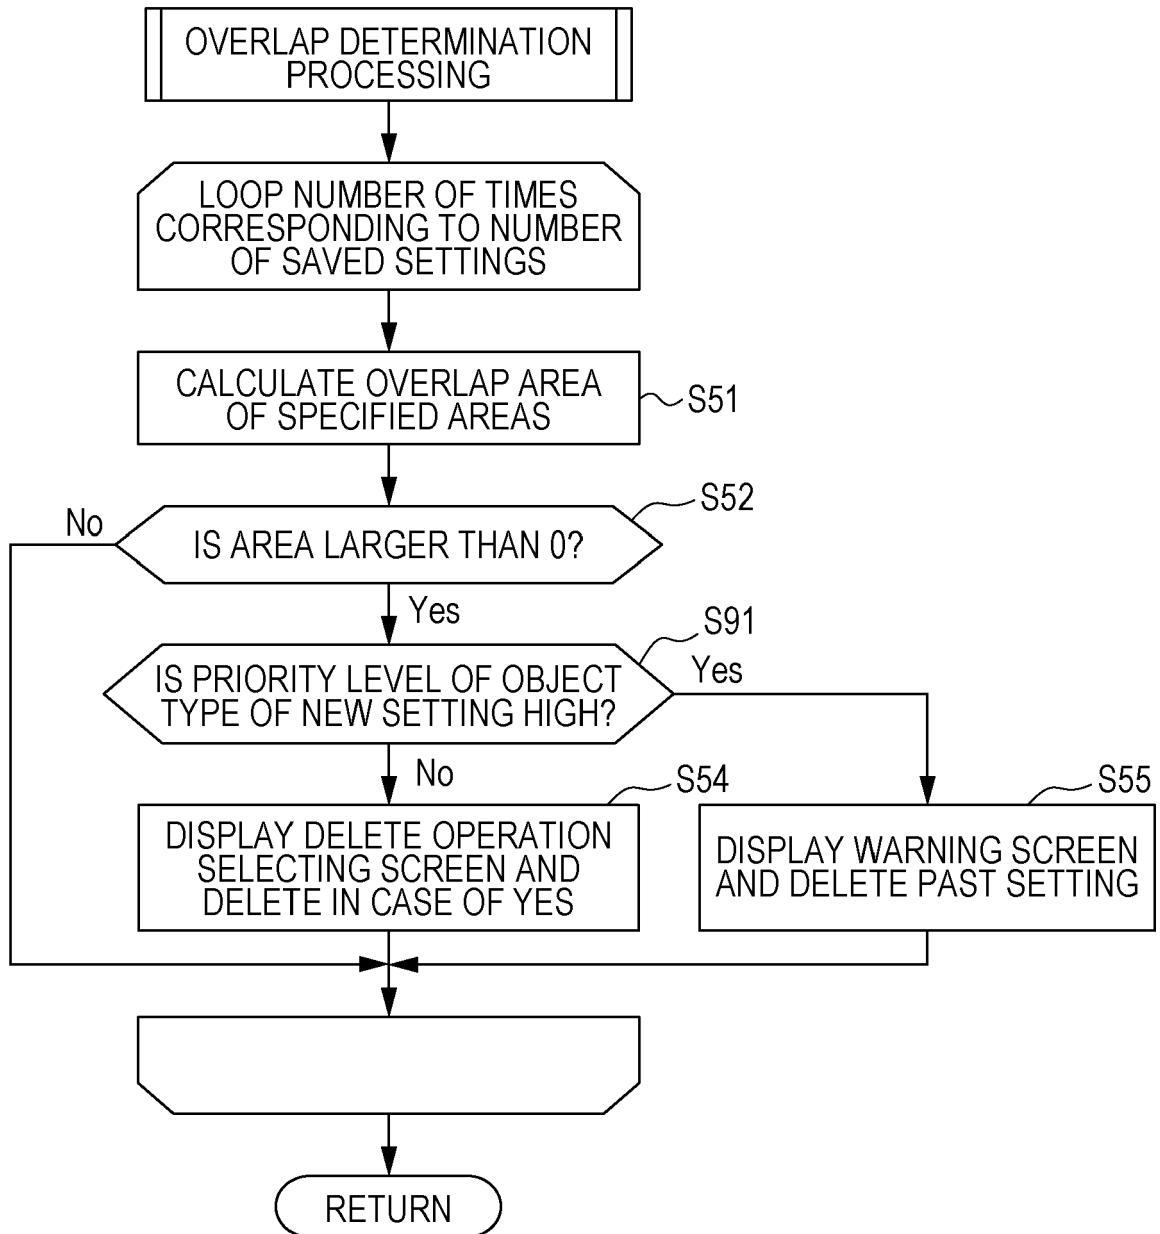 OVERLAP DETERMINATION
PROCESSING
LOOP NUMBER OF TIMES
CORRESPONDING TO NUMBER
OF SAVED SETTINGS
CALCULATE OVERLAP AREA
OF SPECIFIED AREAS
S51
S52
No
IS AREA LARGER THAN 0?
Yes
S91
IS PRIORITY LEVEL OF OBJECT
TYPE OF NEW SETTING HIGH?
Yes
No
S54
DISPLAY DELETE OPERATION
SELECTING SCREEN AND
DELETE IN CASE OF YES
S55
DISPLAY WARNING SCREEN
AND DELETE PAST SETTING
RETURN